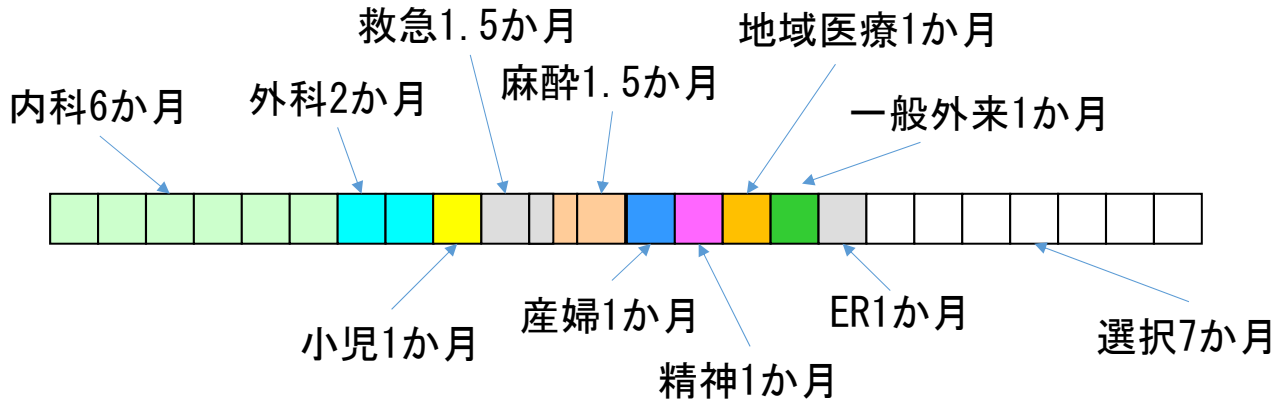 救急1.5か月
地域医療1か月
麻酔1.5か月
内科6か月
外科2か月
一般外来1か月
小児1か月
産婦1か月
ER1か月
選択7か月
精神1か月